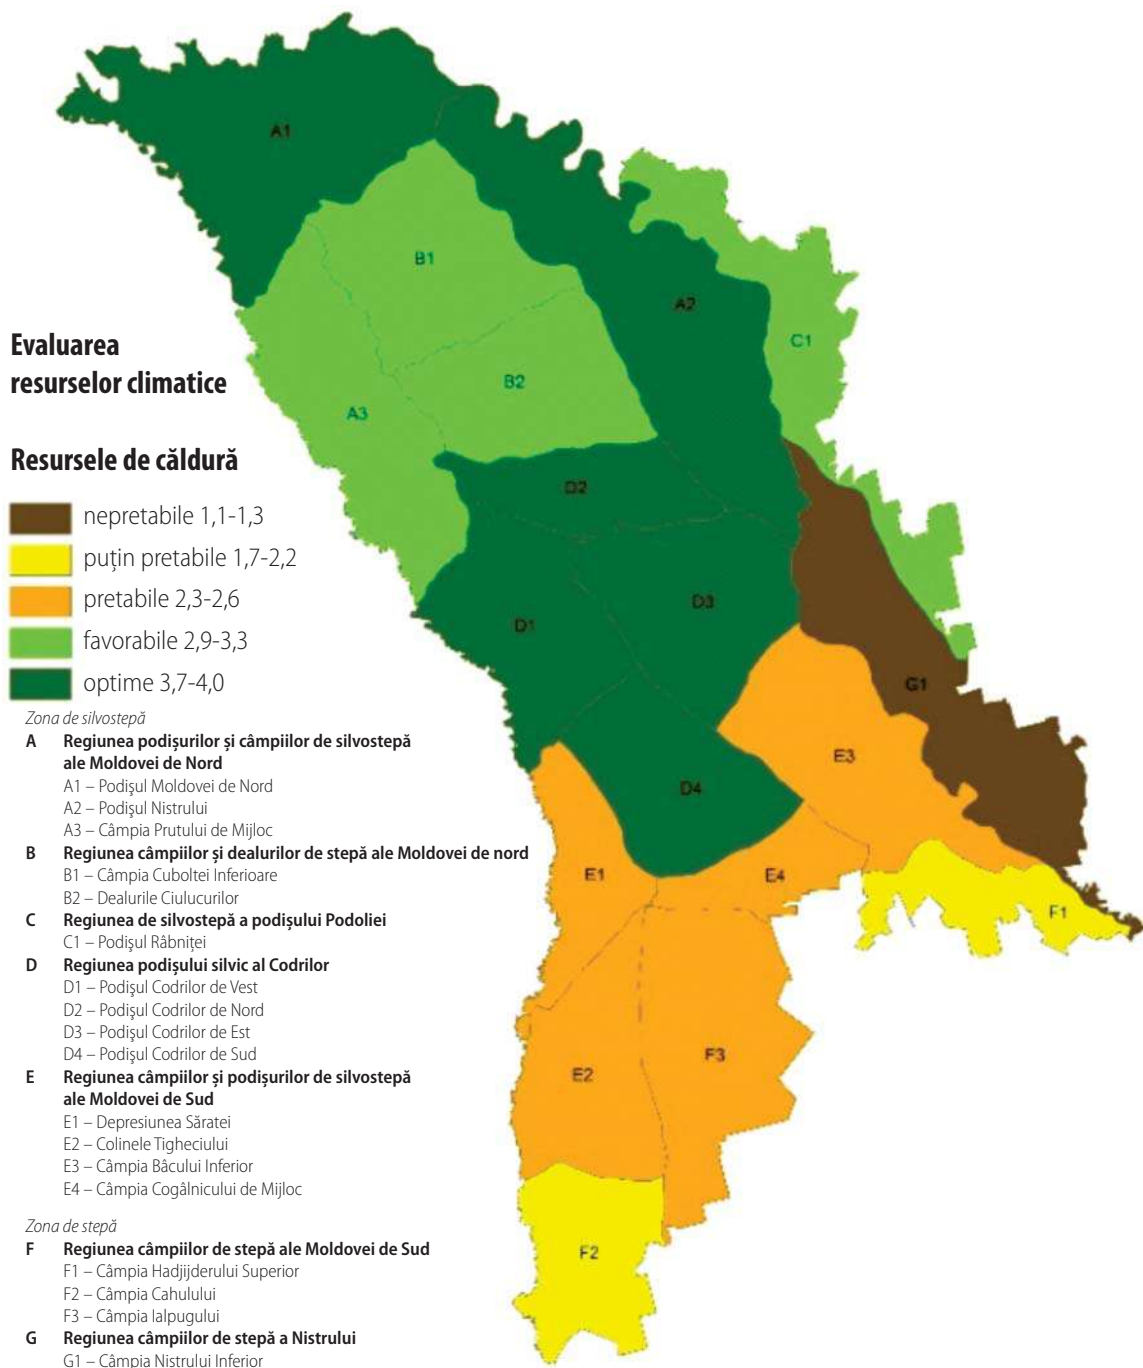 A1
B1
A2
C1
B2
A3
D2
D3
D1
G1
E3
D4
E1
E4
F1
F3
E2
F2
Evaluarea
resurselor climatice
Resursele de căldură
nepretabile 1,1-1,3
puțin pretabile 1,7-2,2
pretabile 2,3-2,6
favorabile 2,9-3,3
optime 3,7-4,0
Zona de silvostepă
A Regiunea podișurilor și câmpiilor de silvostepă
ale Moldovei de Nord
A1 – Podişul Moldovei de Nord
A2 – Podişul Nistrului
A3 – Câmpia Prutului de Mijloc
B Regiunea câmpiilor și dealurilor de stepă ale Moldovei de nord
B1 – Câmpia Cuboltei Inferioare
B2 – Dealurile Ciulucurilor
C Regiunea de silvostepă a podișului Podoliei
C1 – Podişul Râbniței
D Regiunea podișului silvic al Codrilor
D1 – Podişul Codrilor de Vest
D2 – Podişul Codrilor de Nord
D3 – Podişul Codrilor de Est
D4 – Podişul Codrilor de Sud
E Regiunea câmpiilor și podișurilor de silvostepă
ale Moldovei de Sud
E1 – Depresiunea Săratei
E2 – Colinele Tigheciului
E3 – Câmpia Bâcului Inferior
E4 – Câmpia Cogâlnicului de Mijloc
Zona de stepă
F Regiunea câmpiilor de stepă ale Moldovei de Sud
F1 – Câmpia Hadjijderului Superior
F2 – Câmpia Cahulului
F3 – Câmpia Ialpugului
G Regiunea câmpiilor de stepă a Nistrului
G1 – Câmpia Nistrului Inferior